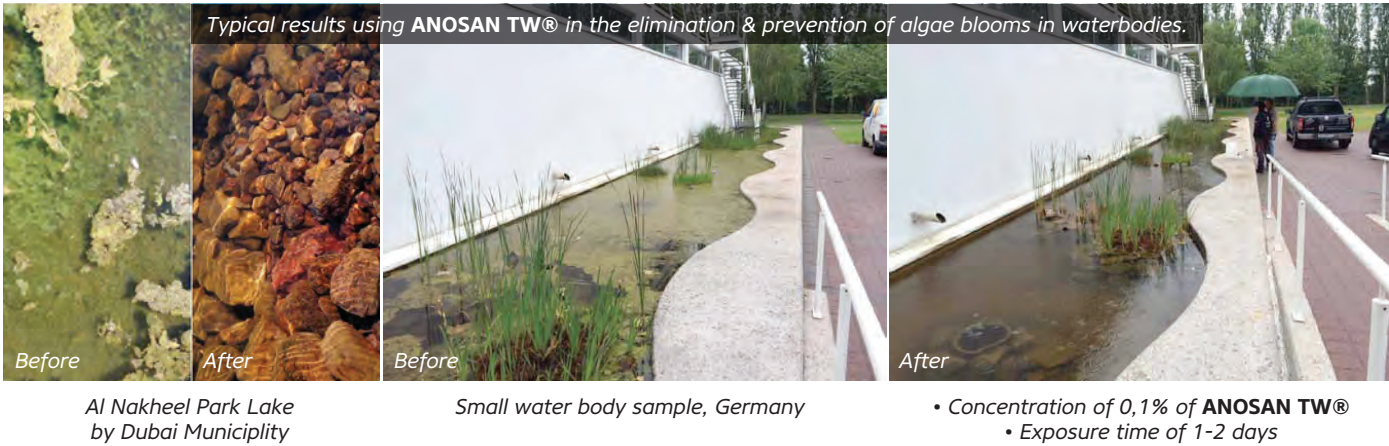 Typical results using ANOSAN TW® in the elimination & prevention of algae blooms in waterbodies.
Before
After
Before
After
Al Nakheel Park Lake
by Dubai Municiplity
Small water body sample, Germany
• Concentration of 0,1% of ANOSAN TW®
• Exposure time of 1-2 days